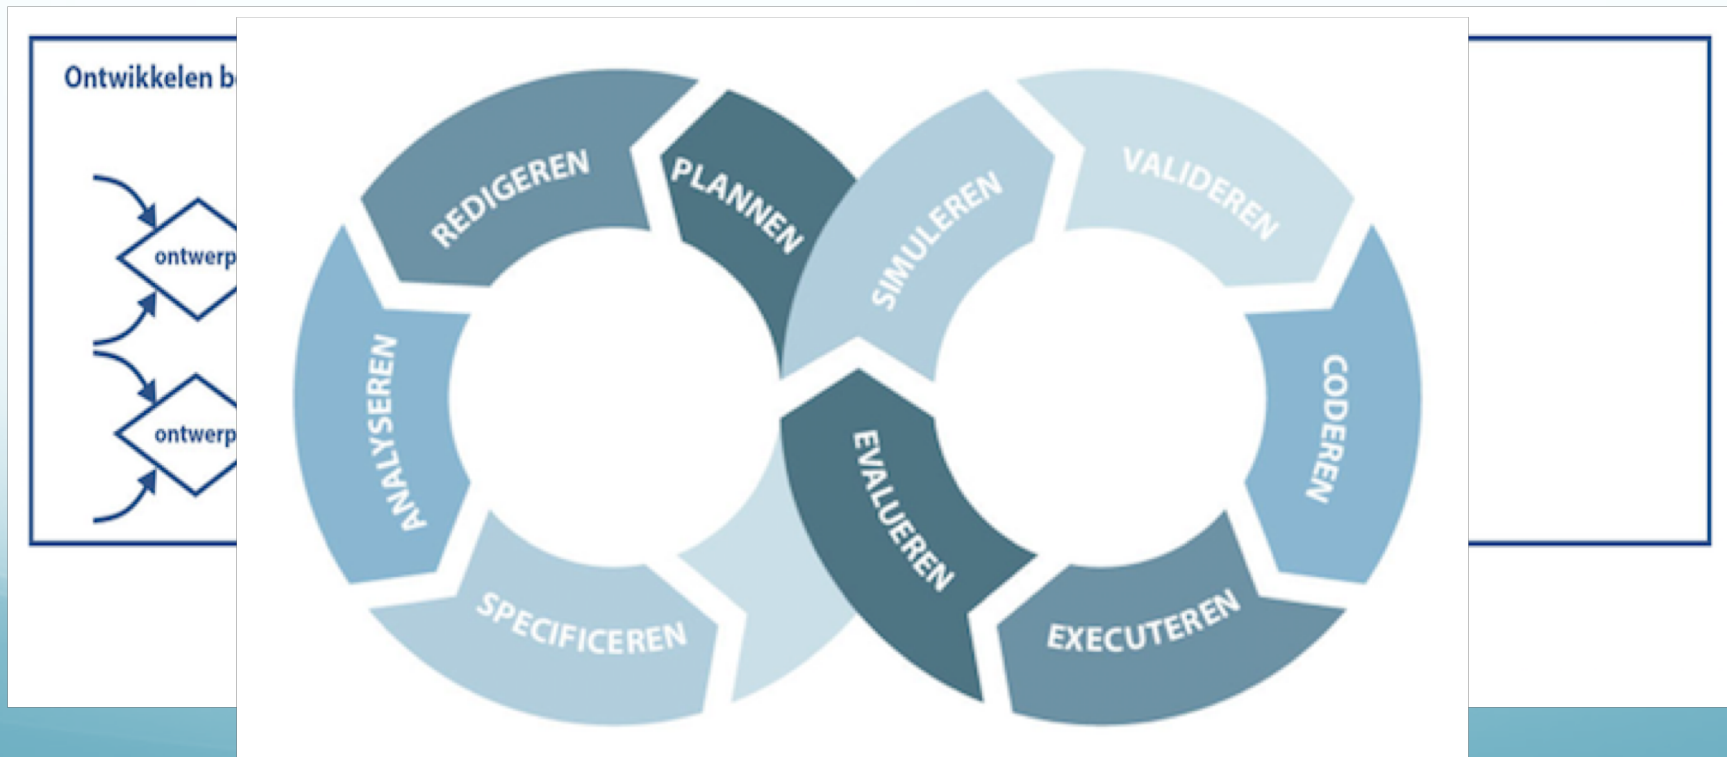 Ontwikkelen b
ontwerp
ontwerp
REDIGEREN
PLANNEN
SIMULEREN
VALIDEREN
ANALYSEREN
CODEREN
EVALUEREN
SPECIFICEREN
EXECUTEREN